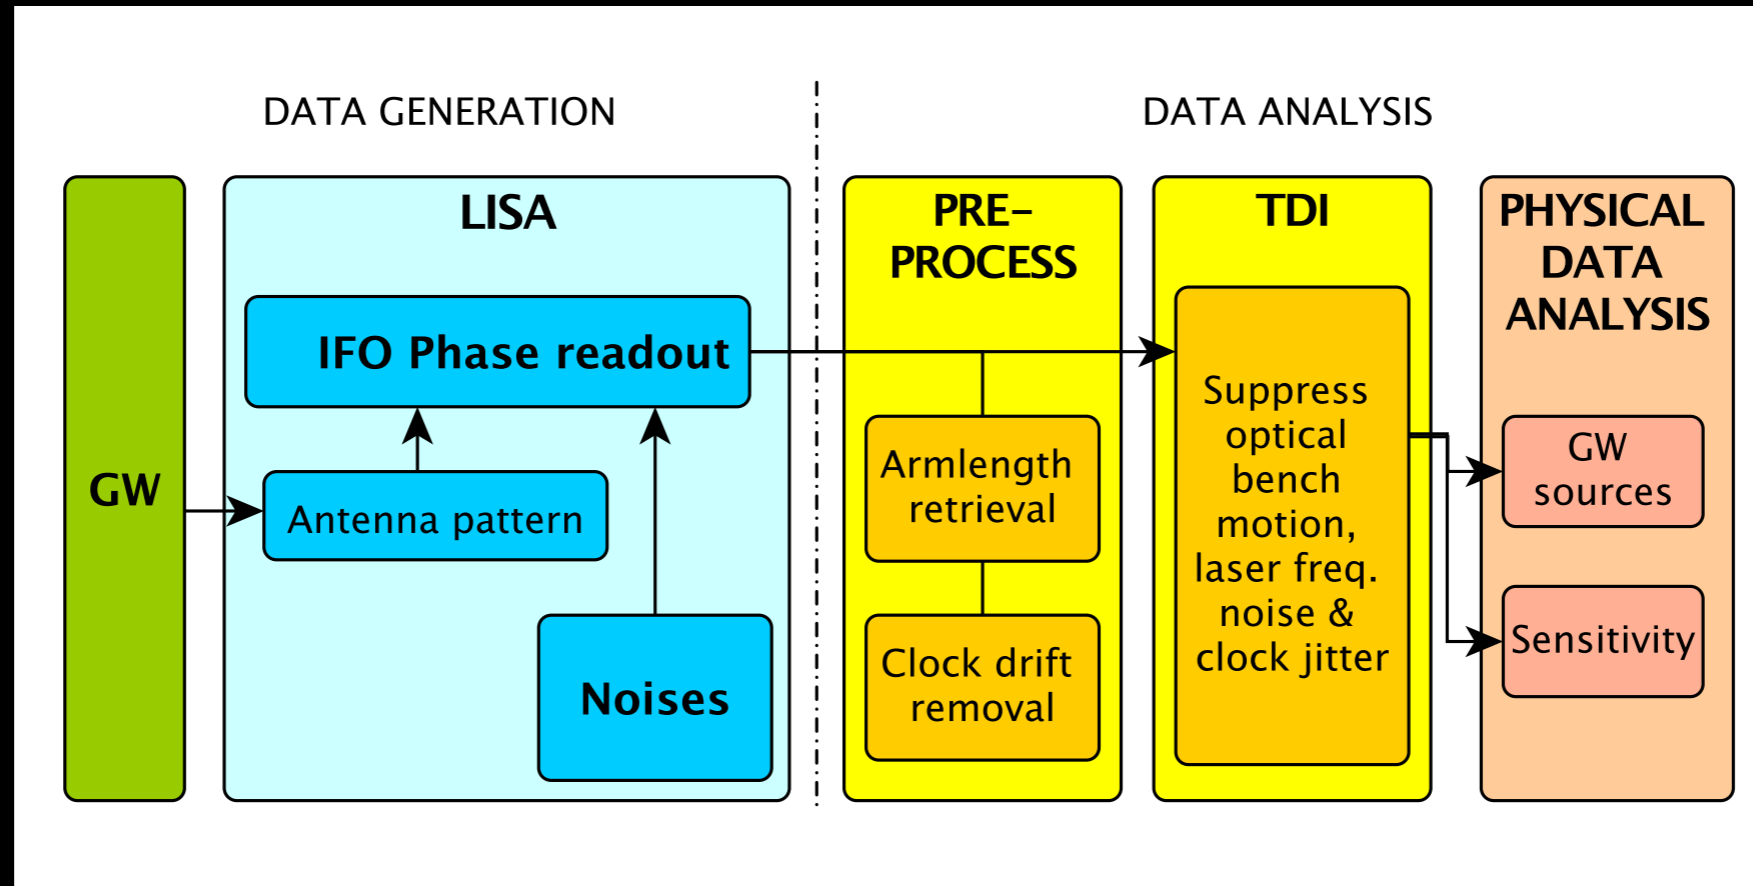 DATA GENERATION
DATA ANALYSIS
GW
LISA
IFO Phase readout
Antenna pattern
Noises
PRE–
PROCESS
Armlength
retrieval
Clock drift
removal
TDI
Suppress
optical
bench
motion,
laser freq.
noise &
clock jitter
PHYSICAL
DATA
ANALYSIS
GW
sources
Sensitivity